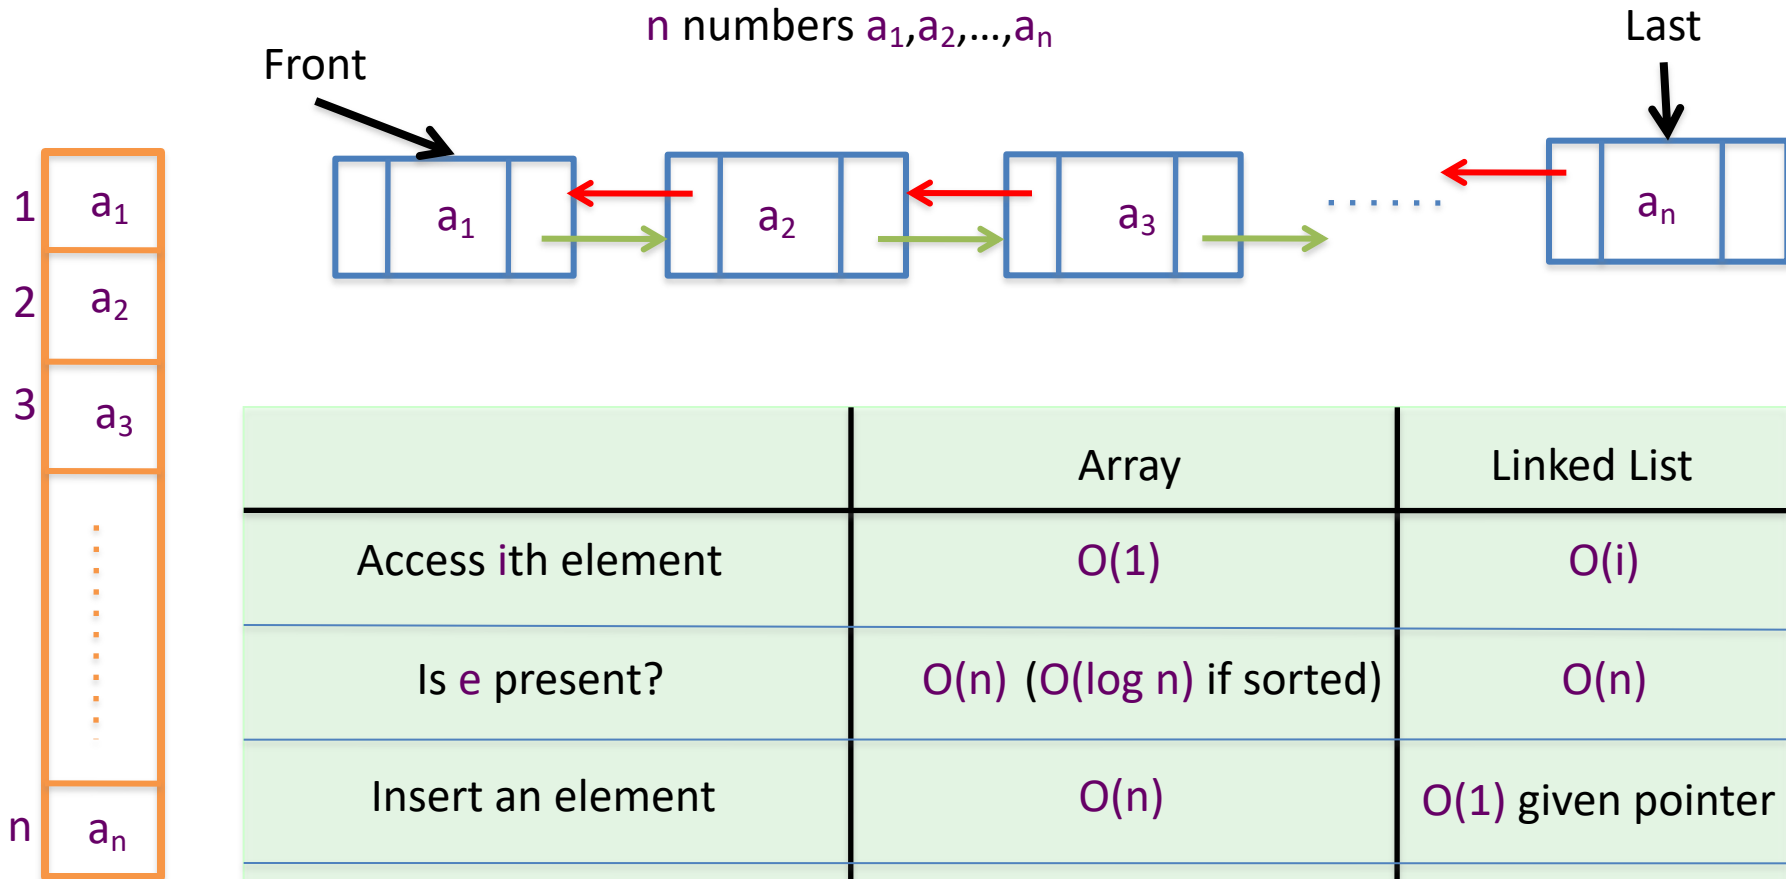 n numbers a₁,a₂,...,aₙ
Front
Last
a₁ a₂ a₃ ...... aₙ
1 a₁
2 a₂
3 a₃
n aₙ
Array Linked List
Access ith element O(1) O(i)
Is e present? O(n) (O(log n) if sorted) O(n)
Insert an element O(n) O(1) given pointer